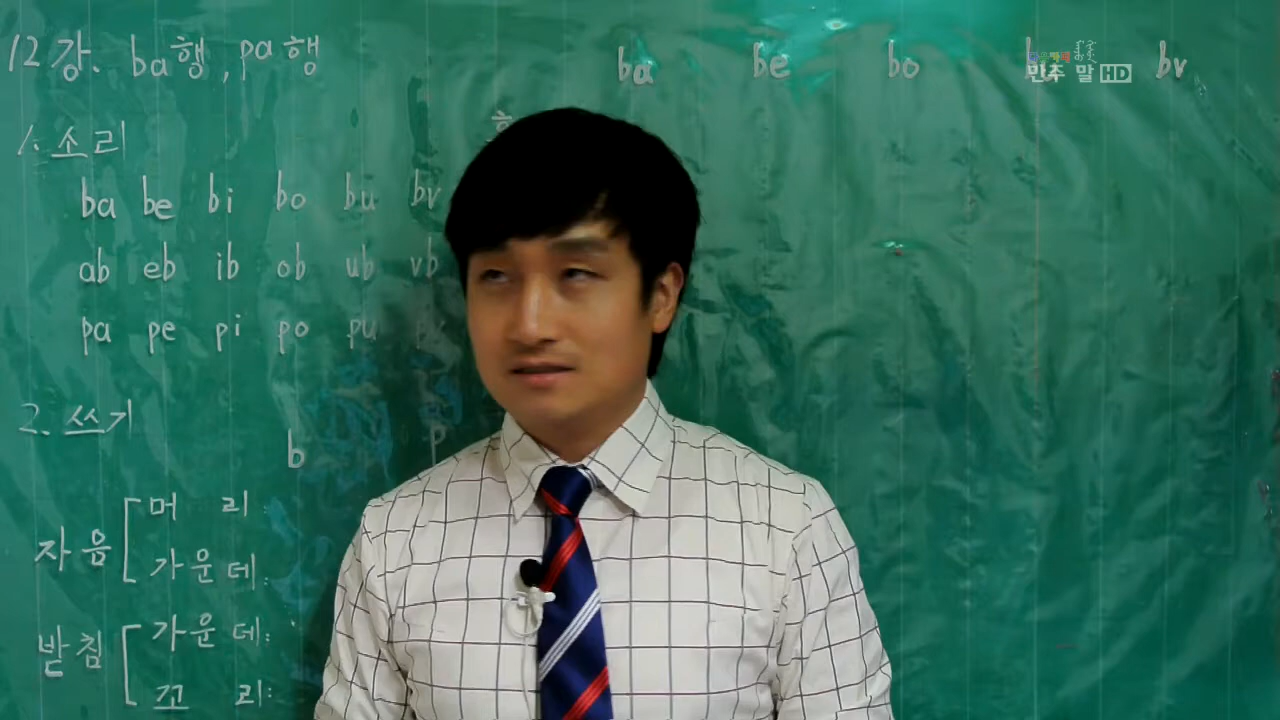 12강. ba행, pa행
ba be bo bv
만주 말 HD
1. 소리
ba be bi bo bu bv
ab eb ib ob ub vb
pa pe pi po pu
2. 쓰기
b p
자음 머리
가운데:
받침 가운데:
꼬리: